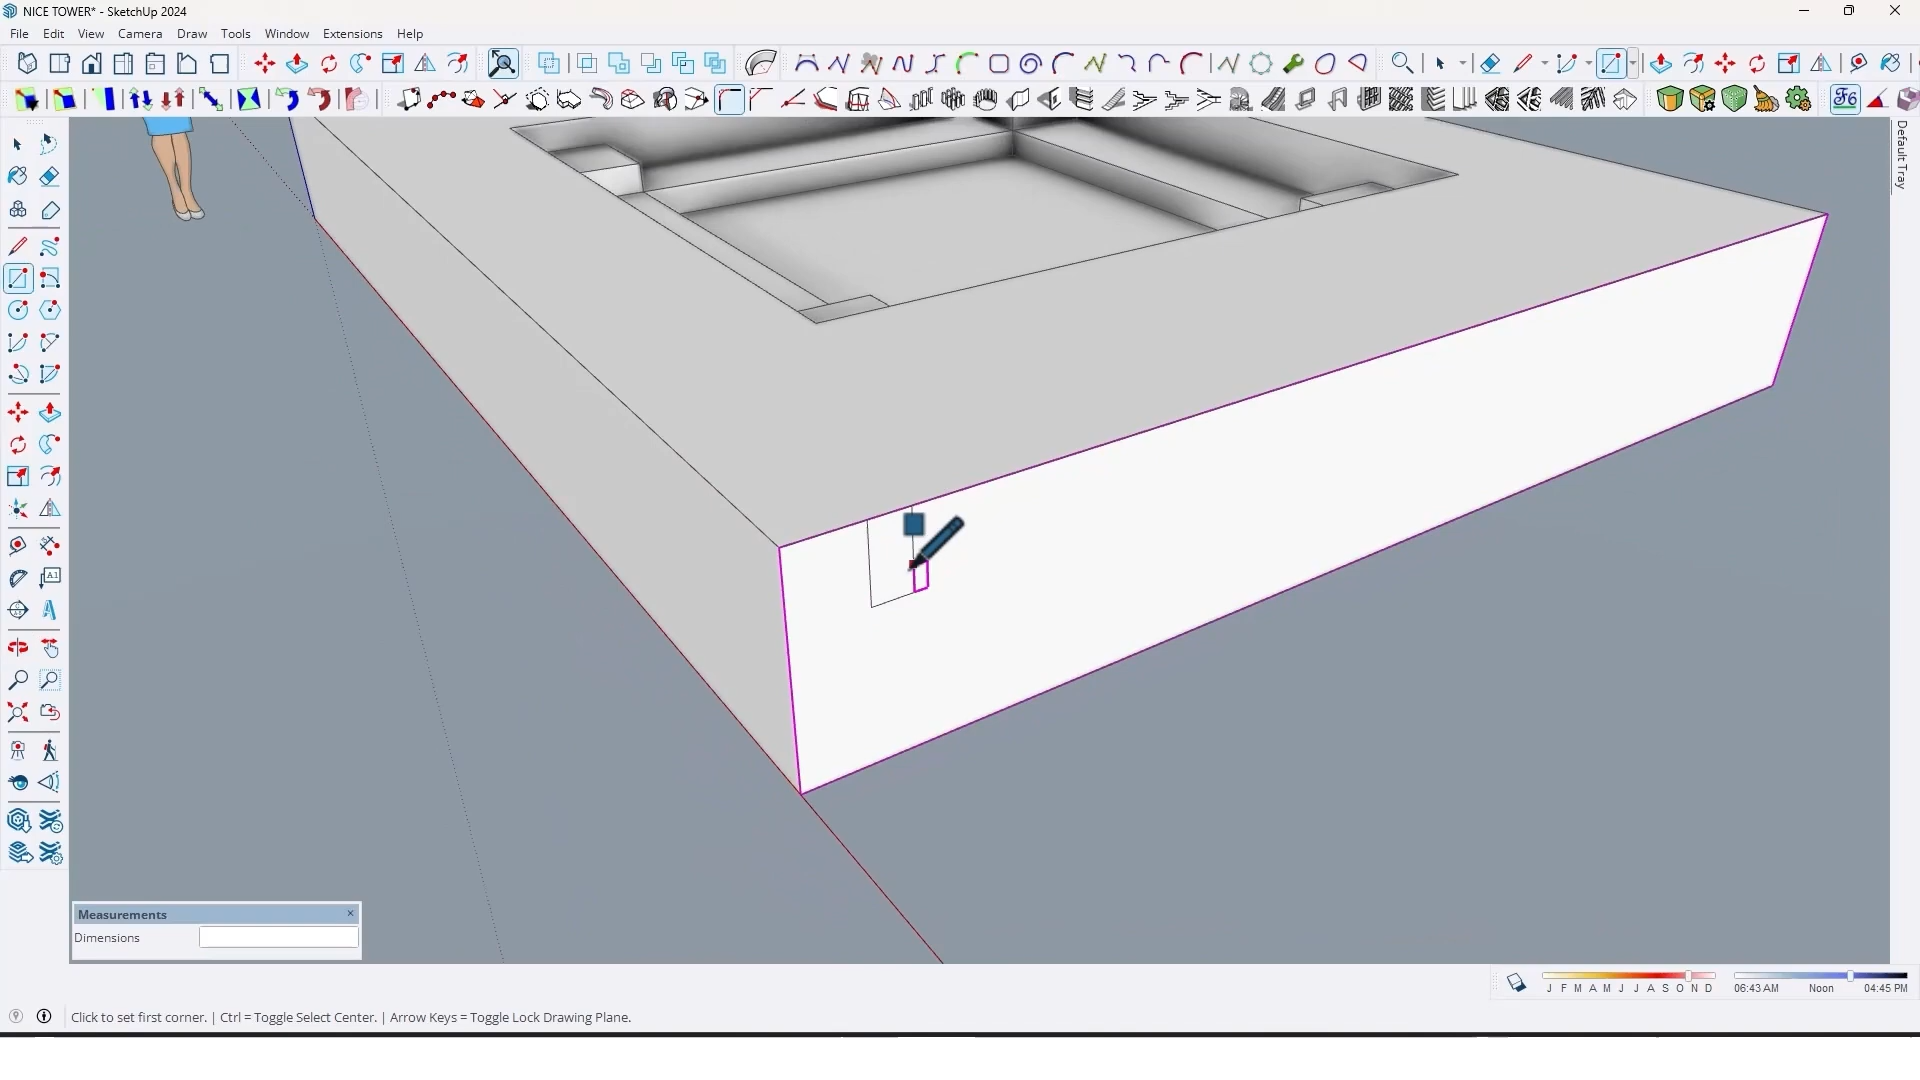 NICE TOWER* - SketchUp 2024
File Edit View Camera Draw Tools Window Extensions Help
F6
Default Tray
A1
Measurements
Dimensions
J F M A M J J A S O N D
06:43 AM Noon 04:45 PM
Click to set first corner. | Ctrl = Toggle Select Center. | Arrow Keys = Toggle Lock Drawing Plane.